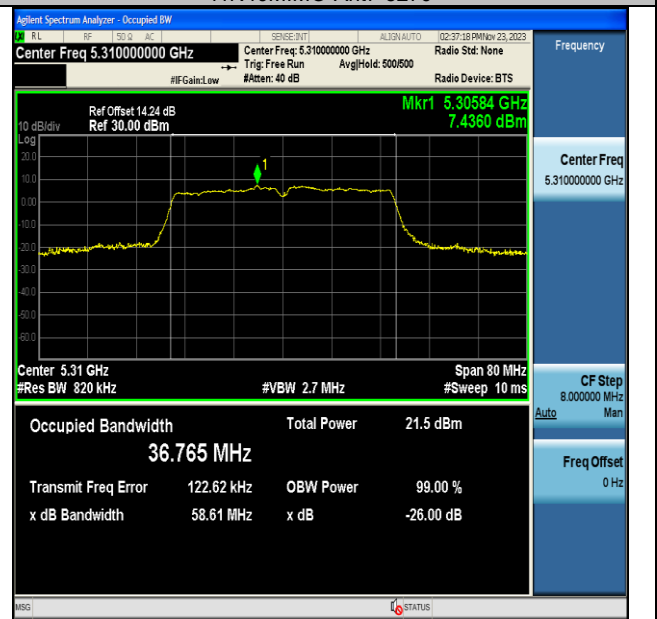 Agilent Spectrum Analyzer - Occupied BW
RL RF 50 Ω AC SENSE:INT ALIGN AUTO 02:37:18 PM Nov 23, 2023
Center Freq 5.310000000 GHz
Center Freq: 5.310000000 GHz
Radio Std: None
Trig: Free Run Avg|Hold: 500/500
#IFGain:Low
#Atten: 40 dB
Radio Device: BTS
Frequency
Mkr1 5.30584 GHz
7.4360 dBm
Ref Offset 14.24 dB
10 dB/div Ref 30.00 dBm
Log
20.0
10.0
0.00
-10.0
-20.0
-30.0
-40.0
-50.0
-60.0
1
Center 5.31 GHz
Span 80 MHz
#Res BW 820 kHz
#VBW 2.7 MHz
#Sweep 10 ms
Center Freq
5.310000000 GHz
CF Step
8.000000 MHz
Auto Man
Freq Offset
0 Hz
Occupied Bandwidth
36.765 MHz
Total Power 21.5 dBm
Transmit Freq Error 122.62 kHz OBW Power 99.00 %
x dB Bandwidth 58.61 MHz x dB -26.00 dB
MSG
STATUS